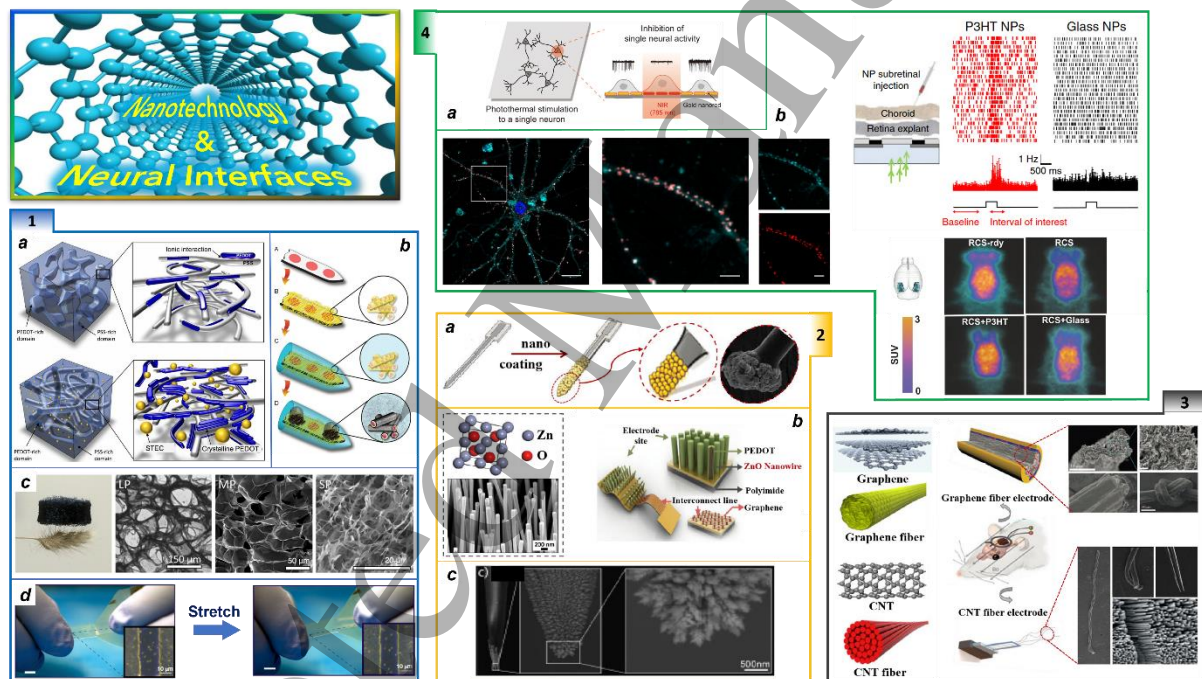 Nanotechnology
&
Neural Interfaces
1
a
Ionic interaction
PEDOT
PSS
PEDOT-rich
domain
PSS-rich
domain
PEDOT-rich
domain
PSS-rich
domain
STEC
Crystalline PEDOT
b
A
B
C
D
c
LP
150 µm
MP
50 µm
SP
20 µm
d
Stretch
10 µm
10 µm
4
Inhibition of
single neural activity
Photothermal stimulation
to a single neuron
NIR
(785 nm)
Gold nanorod
a
b
NP subretinal
injection
Choroid
Retina explant
P3HT NPs
Glass NPs
1 Hz
500 ms
Baseline
Interval of interest
RCS-rdy
RCS
RCS+P3HT
RCS+Glass
3
SUV
0
2
a
nano
coating
Zn
O
200 nm
b
Electrode
site
PEDOT
ZnO Nanowire
Polyimide
Interconnect line
Graphene
c
c)
500nm
3
Graphene
Graphene fiber
CNT
CNT fiber
Graphene fiber electrode
CNT fiber electrode